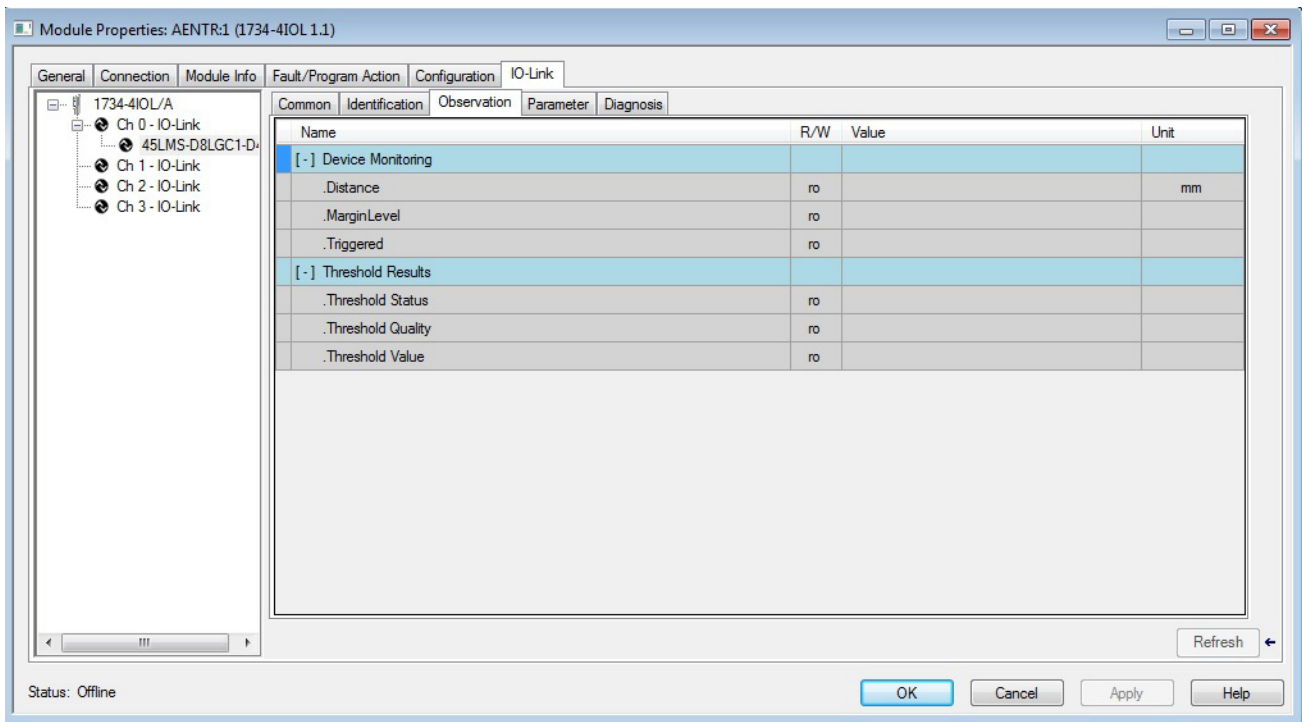 Module Properties: AENTR:1 (1734-4IOL 1.1)
General Connection Module Info Fault/Program Action Configuration IO-Link
1734-4IOL/A
Ch 0 - IO-Link
45LMS-D8LGC1-D
Ch 1 - IO-Link
Ch 2 - IO-Link
Ch 3 - IO-Link
Common Identification Observation Parameter Diagnosis
Name R/W Value Unit
[-] Device Monitoring
.Distance ro mm
.MarginLevel ro
.Triggered ro
[-] Threshold Results
.Threshold Status ro
.Threshold Quality ro
.Threshold Value ro
Refresh
Status: Offline OK Cancel Apply Help